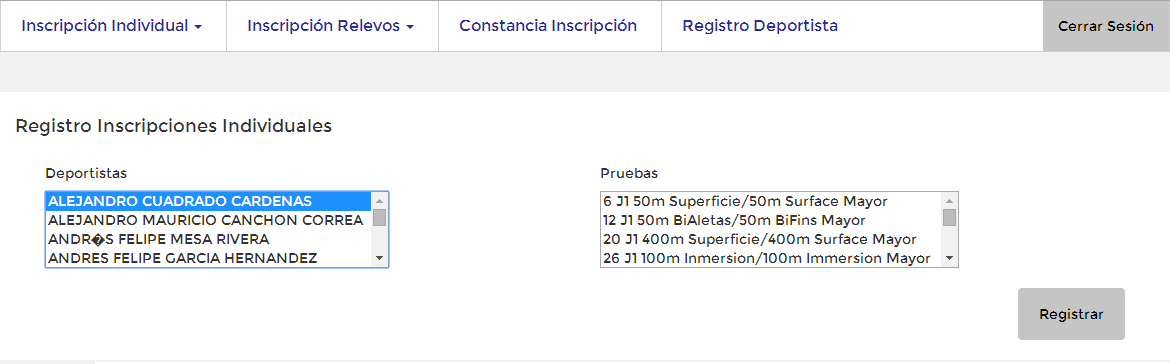 Inscripción Individual
Inscripción Relevos
Constancia Inscripción
Registro Deportista
Cerrar Sesión
Registro Inscripciones Individuales
Deportistas
ALEJANDRO CUADRADO CARDENAS
ALEJANDRO MAURICIO CANCHON CORREA
ANDR�S FELIPE MESA RIVERA
ANDRES FELIPE GARCIA HERNANDEZ
Pruebas
6 J1 50m Superficie/50m Surface Mayor
12 J1 50m BiAletas/50m BiFins Mayor
20 J1 400m Superficie/400m Surface Mayor
26 J1 100m Inmersion/100m Immersion Mayor
Registrar